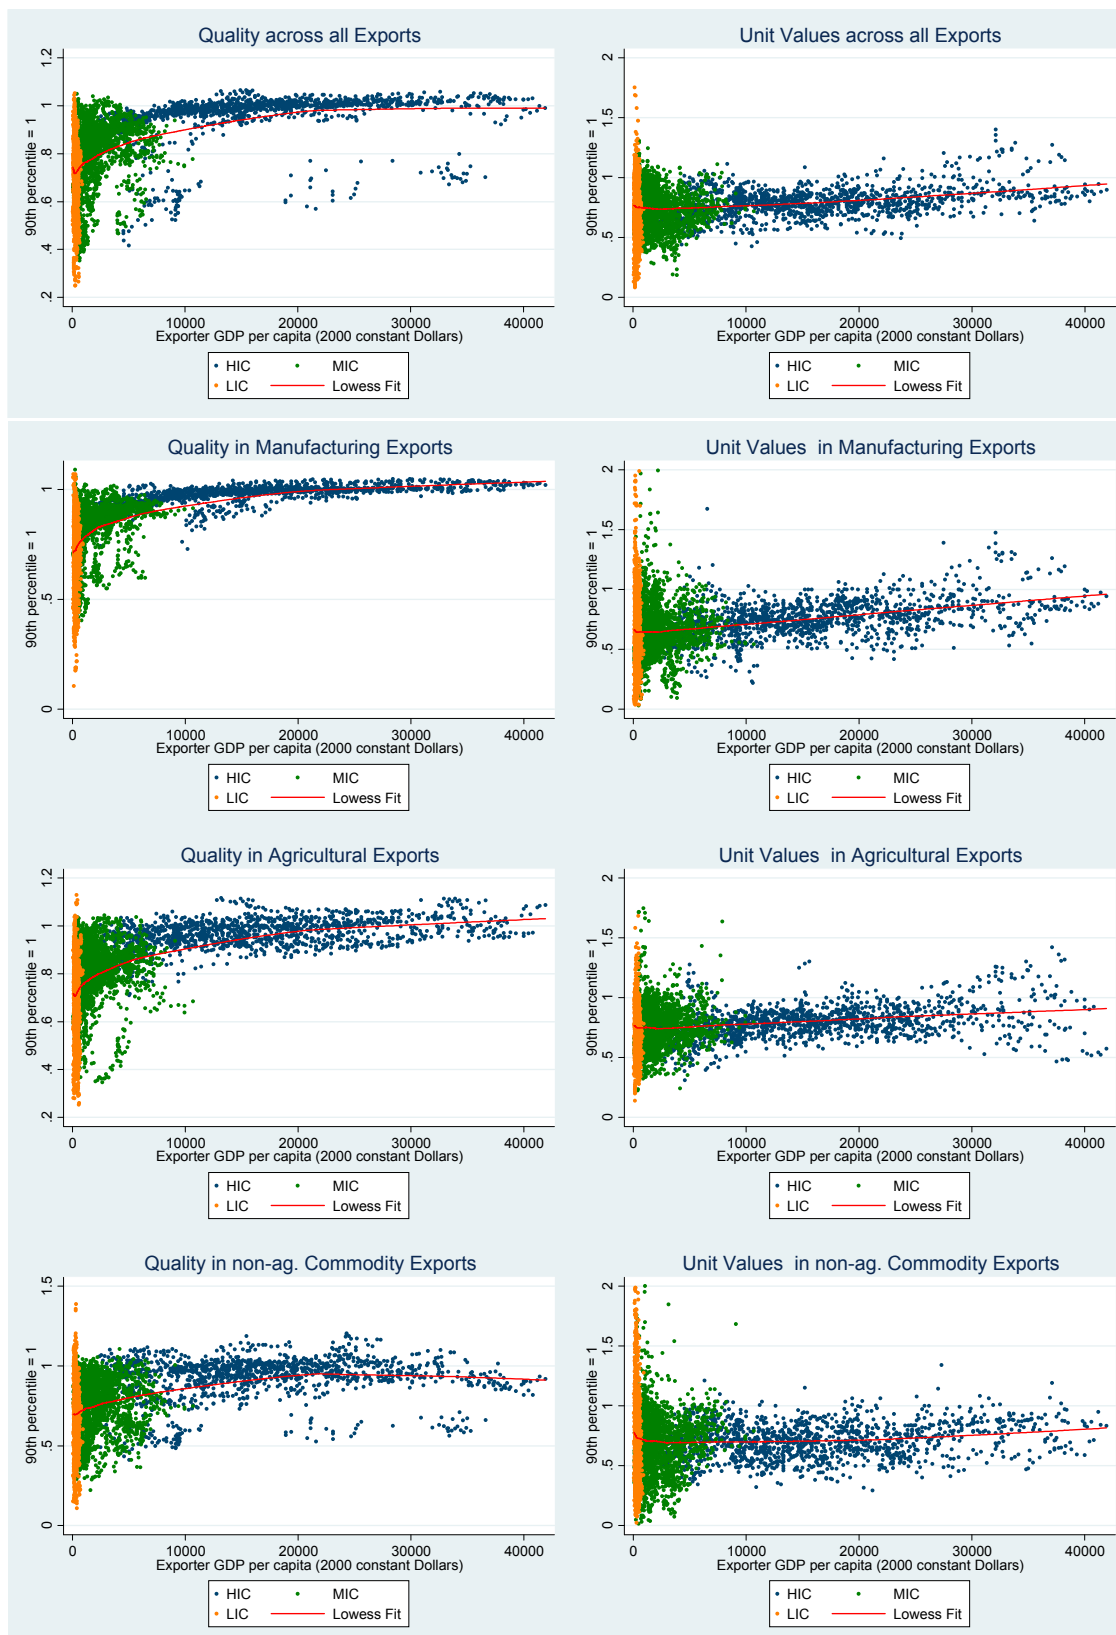 Quality across all Exports
90th percentile = 1
1.2
1
.8
.6
.4
.2
0 10000 20000 30000 40000
Exporter GDP per capita (2000 constant Dollars)
HIC MIC
LIC Lowess Fit
Unit Values across all Exports
90th percentile = 1
2
1.5
1
.5
0
0 10000 20000 30000 40000
Exporter GDP per capita (2000 constant Dollars)
HIC MIC
LIC Lowess Fit
Quality in Manufacturing Exports
90th percentile = 1
1
.5
0
0 10000 20000 30000 40000
Exporter GDP per capita (2000 constant Dollars)
HIC MIC
LIC Lowess Fit
Unit Values in Manufacturing Exports
90th percentile = 1
2
1.5
1
.5
0
0 10000 20000 30000 40000
Exporter GDP per capita (2000 constant Dollars)
HIC MIC
LIC Lowess Fit
Quality in Agricultural Exports
90th percentile = 1
1.2
1
.8
.6
.4
.2
0 10000 20000 30000 40000
Exporter GDP per capita (2000 constant Dollars)
HIC MIC
LIC Lowess Fit
Unit Values in Agricultural Exports
90th percentile = 1
2
1.5
1
.5
0
0 10000 20000 30000 40000
Exporter GDP per capita (2000 constant Dollars)
HIC MIC
LIC Lowess Fit
Quality in non-ag. Commodity Exports
90th percentile = 1
1.5
1
.5
0
0 10000 20000 30000 40000
Exporter GDP per capita (2000 constant Dollars)
HIC MIC
LIC Lowess Fit
Unit Values in non-ag. Commodity Exports
90th percentile = 1
2
1.5
1
.5
0
0 10000 20000 30000 40000
Exporter GDP per capita (2000 constant Dollars)
HIC MIC
LIC Lowess Fit